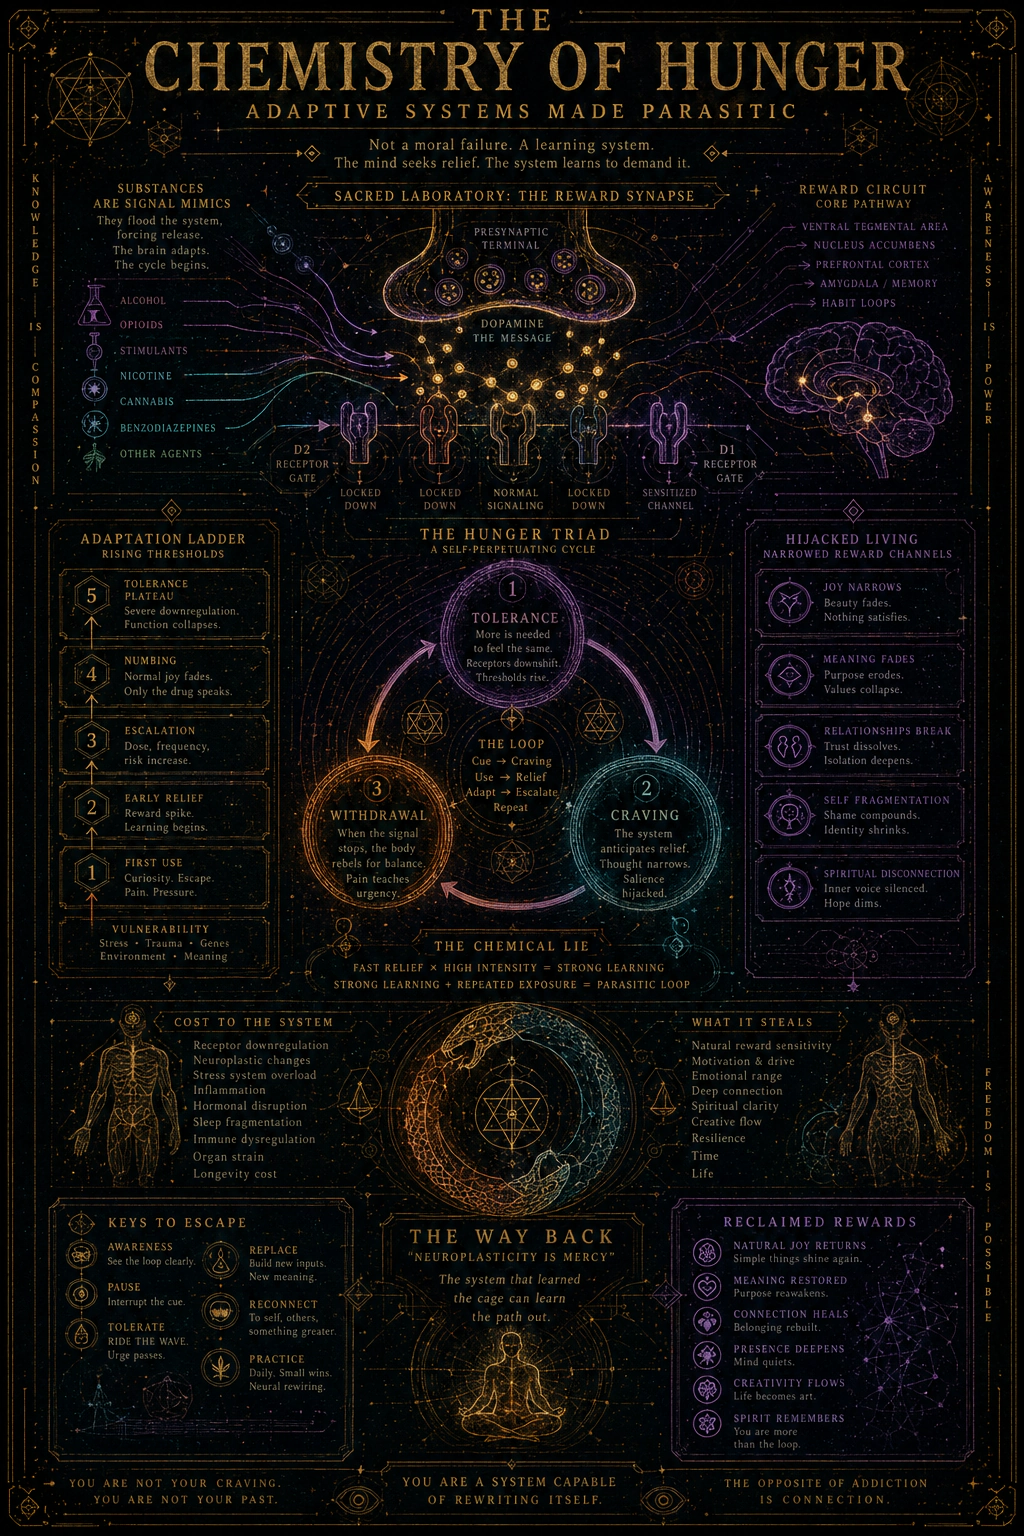 THE
CHEMISTRY OF HUNGER
ADAPTIVE SYSTEMS MADE PARASITIC
Not a moral failure. A learning system.
The mind seeks relief. The system learns to demand it.
KNOWLEDGE IS COMPASSION
AWARENESS IS POWER
SUBSTANCES
ARE SIGNAL MIMICS
They flood the system,
forcing release.
The brain adapts.
The cycle begins.
ALCOHOL
OPIOIDS
STIMULANTS
NICOTINE
CANNABIS
BENZODIAZEPINES
OTHER AGENTS
SACRED LABORATORY: THE REWARD SYNAPSE
PRESYNAPTIC
TERMINAL
DOPAMINE
THE MESSAGE
D2
RECEPTOR
GATE
D1
RECEPTOR
GATE
LOCKED
DOWN
LOCKED
DOWN
NORMAL
SIGNALING
LOCKED
DOWN
SENSITIZED
CHANNEL
REWARD CIRCUIT
CORE PATHWAY
VENTRAL TEGMENTAL AREA
NUCLEUS ACCUMBENS
PREFRONTAL CORTEX
AMYGDALA / MEMORY
HABIT LOOPS
ADAPTATION LADDER
RISING THRESHOLDS
5
TOLERANCE
PLATEAU
Severe downregulation.
Function collapses.
4
NUMBING
Normal joy fades.
Only the drug speaks.
3
ESCALATION
Dose, frequency,
risk increase.
2
EARLY RELIEF
Reward spike.
Learning begins.
1
FIRST USE
Curiosity. Escape.
Pain. Pressure.
VULNERABILITY
Stress • Trauma • Genes
Environment • Meaning
THE HUNGER TRIAD
A SELF-PERPETUATING CYCLE
1
TOLERANCE
More is needed
to feel the same.
Receptors downshift.
Thresholds rise.
THE LOOP
Cue → Craving
Use → Relief
Adapt → Escalate
Repeat
3
WITHDRAWAL
When the signal
stops, the body
rebels for balance.
Pain teaches
urgency.
2
CRAVING
The system
anticipates relief.
Thought narrows.
Salience
hijacked.
THE CHEMICAL LIE
FAST RELIEF × HIGH INTENSITY = STRONG LEARNING
STRONG LEARNING + REPEATED EXPOSURE = PARASITIC LOOP
HIJACKED LIVING
NARROWED REWARD CHANNELS
JOY NARROWS
Beauty fades.
Nothing satisfies.
MEANING FADES
Purpose erodes.
Values collapse.
RELATIONSHIPS BREAK
Trust dissolves.
Isolation deepens.
SELF FRAGMENTATION
Shame compounds.
Identity shrinks.
SPIRITUAL DISCONNECTION
Inner voice silenced.
Hope dims.
COST TO THE SYSTEM
Receptor downregulation
Neuroplastic changes
Stress system overload
Inflammation
Hormonal disruption
Sleep fragmentation
Immune dysregulation
Organ strain
Longevity cost
WHAT IT STEALS
Natural reward sensitivity
Motivation & drive
Emotional range
Deep connection
Spiritual clarity
Creative flow
Resilience
Time
Life
FREEDOM IS POSSIBLE
KEYS TO ESCAPE
AWARENESS
See the loop clearly.
PAUSE
Interrupt the cue.
TOLERATE
RIDE THE WAVE.
Urge passes.
REPLACE
Build new inputs.
New meaning.
RECONNECT
To self, others,
something greater.
PRACTICE
Daily. Small wins.
Neural rewiring.
THE WAY BACK
“NEUROPLASTICITY IS MERCY”
The system that learned
the cage can learn
the path out.
RECLAIMED REWARDS
NATURAL JOY RETURNS
Simple things shine again.
MEANING RESTORED
Purpose reawakens.
CONNECTION HEALS
Belonging rebuilt.
PRESENCE DEEPENS
Mind quiets.
CREATIVITY FLOWS
Life becomes art.
SPIRIT REMEMBERS
You are more
than the loop.
YOU ARE NOT YOUR CRAVING.
YOU ARE NOT YOUR PAST.
YOU ARE A SYSTEM CAPABLE
OF REWRITING ITSELF.
THE OPPOSITE OF ADDICTION
IS CONNECTION.